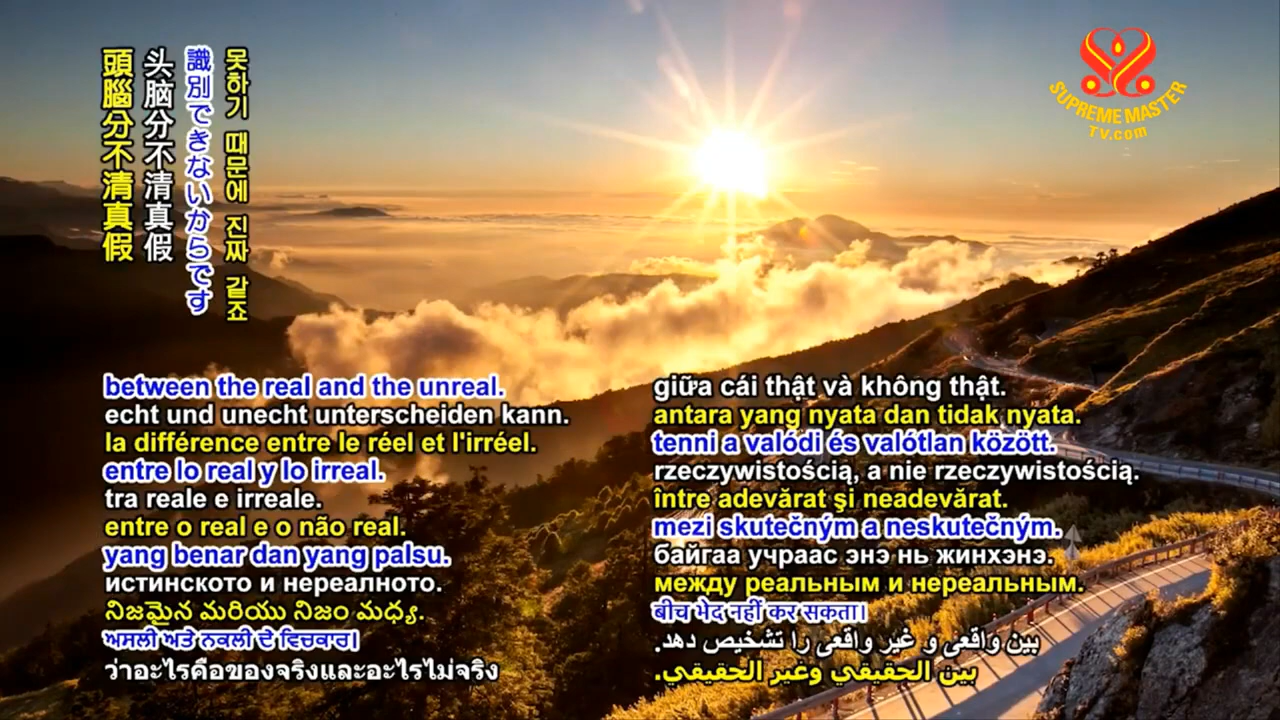 頭腦分不清真假
头脑分不清真假
識別できないからです
못하기 때문에 진짜 같죠
SUPREME MASTER
TV.com
between the real and the unreal.
echt und unecht unterscheiden kann.
la différence entre le réel et l'irréel.
entre lo real y lo irreal.
tra reale e irreale.
entre o real e o não real.
yang benar dan yang palsu.
истинското и нереалното.
నిజమైన మరియు నిజం మధ్య.
ਅਸਲੀ ਅਤੇ ਨਕਲੀ ਦੇ ਵਿਚਕਾਰ।
ว่าอะไรคือของจริงและอะไรไม่จริง
giữa cái thật và không thật.
antara yang nyata dan tidak nyata.
tenni a valódi és valótlan között.
rzeczywistością, a nie rzeczywistością.
între adevărat şi neadevărat.
mezi skutečným a neskutečným.
байгаа учраас энэ нь жинхэнэ.
между реальным и нереальным.
बीच भेद नहीं कर सकता।
بین واقعی و غیر واقعی را تشخیص دهد.
بين الحقيقي وغير الحقيقي.